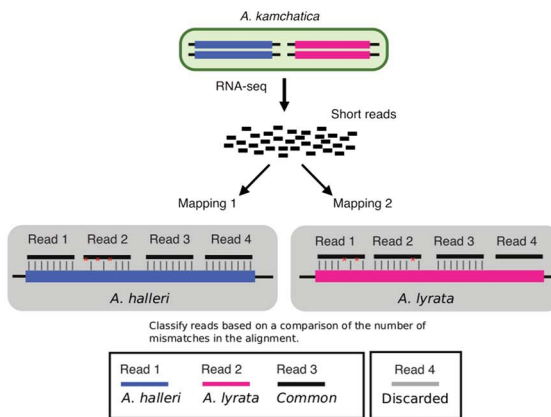 A. kamchatica
RNA-seq
Short reads
Mapping 1
Mapping 2
Read 1 Read 2 Read 3 Read 4
A. halleri
Read 1 Read 2 Read 3 Read 4
A. lyrata
Classify reads based on a comparison of the number of
mismatches in the alignment.
Read 1 Read 2 Read 3
A. halleri A. lyrata Common
Read 4
Discarded